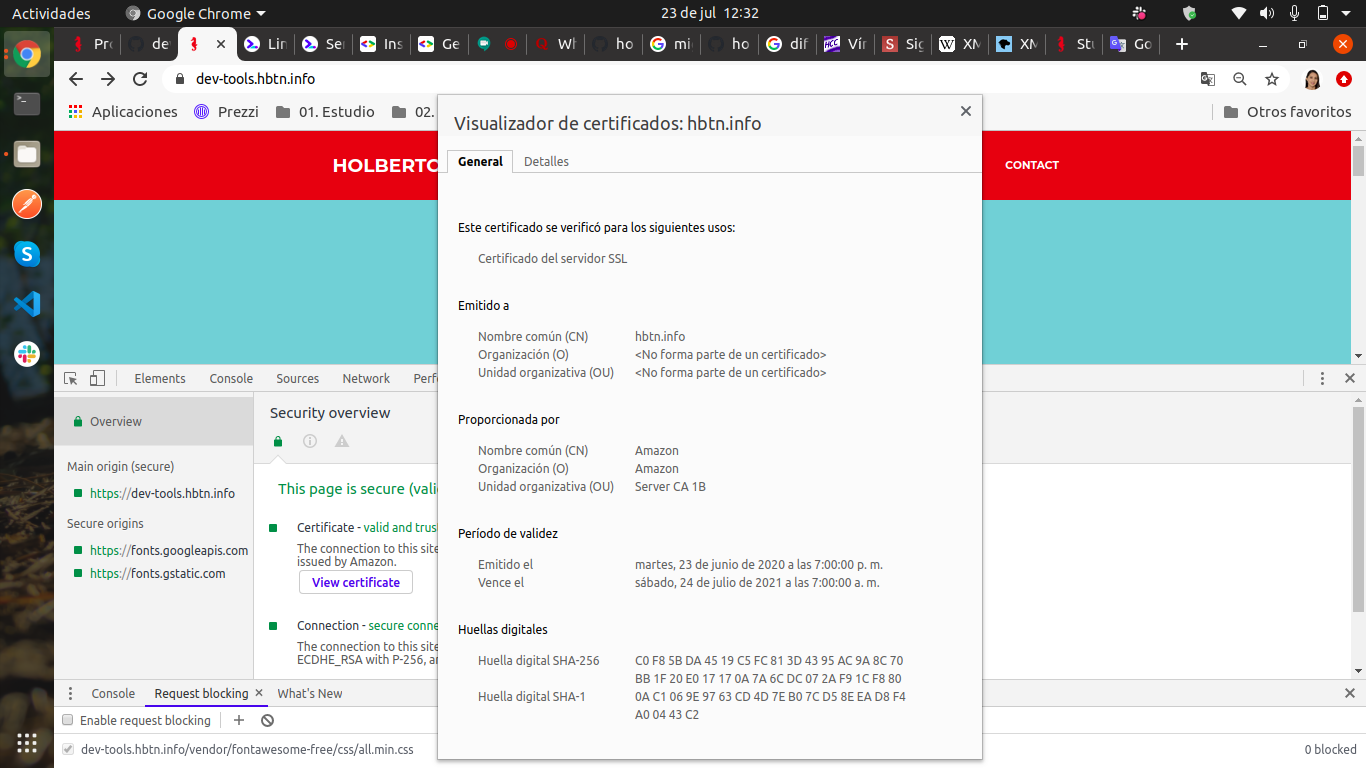 Actividades
Google Chrome
23 de jul 12:32
Pro
de
Lin
Se
Ins
Ge
Wh
ho
mi
ho
dif
Vír
Sig
XM
XM
Stu
Go
dev-tools.hbtn.info
Aplicaciones
Prezzi
01. Estudio
02.
Otros favoritos
HOLBERTO
CONTACT
Visualizador de certificados: hbtn.info
General
Detalles
Este certificado se verificó para los siguientes usos:
Certificado del servidor SSL
Emitido a
Nombre común (CN) hbtn.info
Organización (O) <No forma parte de un certificado>
Unidad organizativa (OU) <No forma parte de un certificado>
Proporcionada por
Nombre común (CN) Amazon
Organización (O) Amazon
Unidad organizativa (OU) Server CA 1B
Período de validez
Emitido el martes, 23 de junio de 2020 a las 7:00:00 p. m.
Vence el sábado, 24 de julio de 2021 a las 7:00:00 a. m.
Huellas digitales
Huella digital SHA-256 C0 F8 5B DA 45 19 C5 FC 81 3D 43 95 AC 9A 8C 70
BB 1F 20 E0 17 17 0A 7A 6C DC 07 2A F9 1C F8 80
Huella digital SHA-1 0A C1 06 9E 97 63 CD 4D 7E B0 7C D5 8E EA D8 F4
A0 04 43 C2
Elements
Console
Sources
Network
Perf
Overview
Main origin (secure)
https://dev-tools.hbtn.info
Secure origins
https://fonts.googleapis.com
https://fonts.gstatic.com
Security overview
This page is secure (vali
Certificate - valid and trus
The connection to this site
issued by Amazon.
View certificate
Connection - secure conne
The connection to this site
ECDHE_RSA with P-256, an
Console
Request blocking
What's New
Enable request blocking
dev-tools.hbtn.info/vendor/fontawesome-free/css/all.min.css
0 blocked